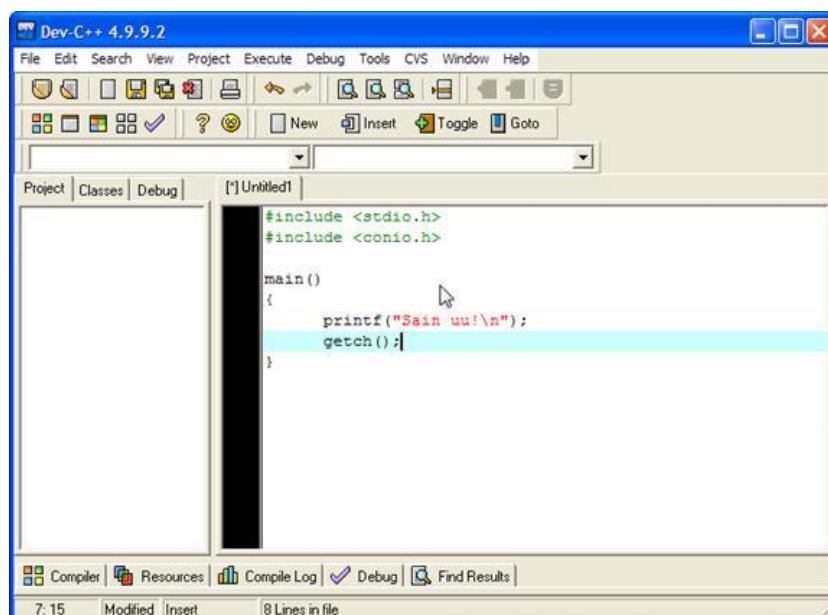 Dev-C++ 4.9.9.2
File Edit Search View Project Execute Debug Tools CVS Window Help
New Insert Toggle Goto
Project Classes Debug [*] Untitled1
#include <stdio.h>
#include <conio.h>
main()
{
printf("Sain uu!\n");
getch();
}
Compiler Resources Compile Log Debug Find Results
7: 15 Modified Insert 8 Lines in file